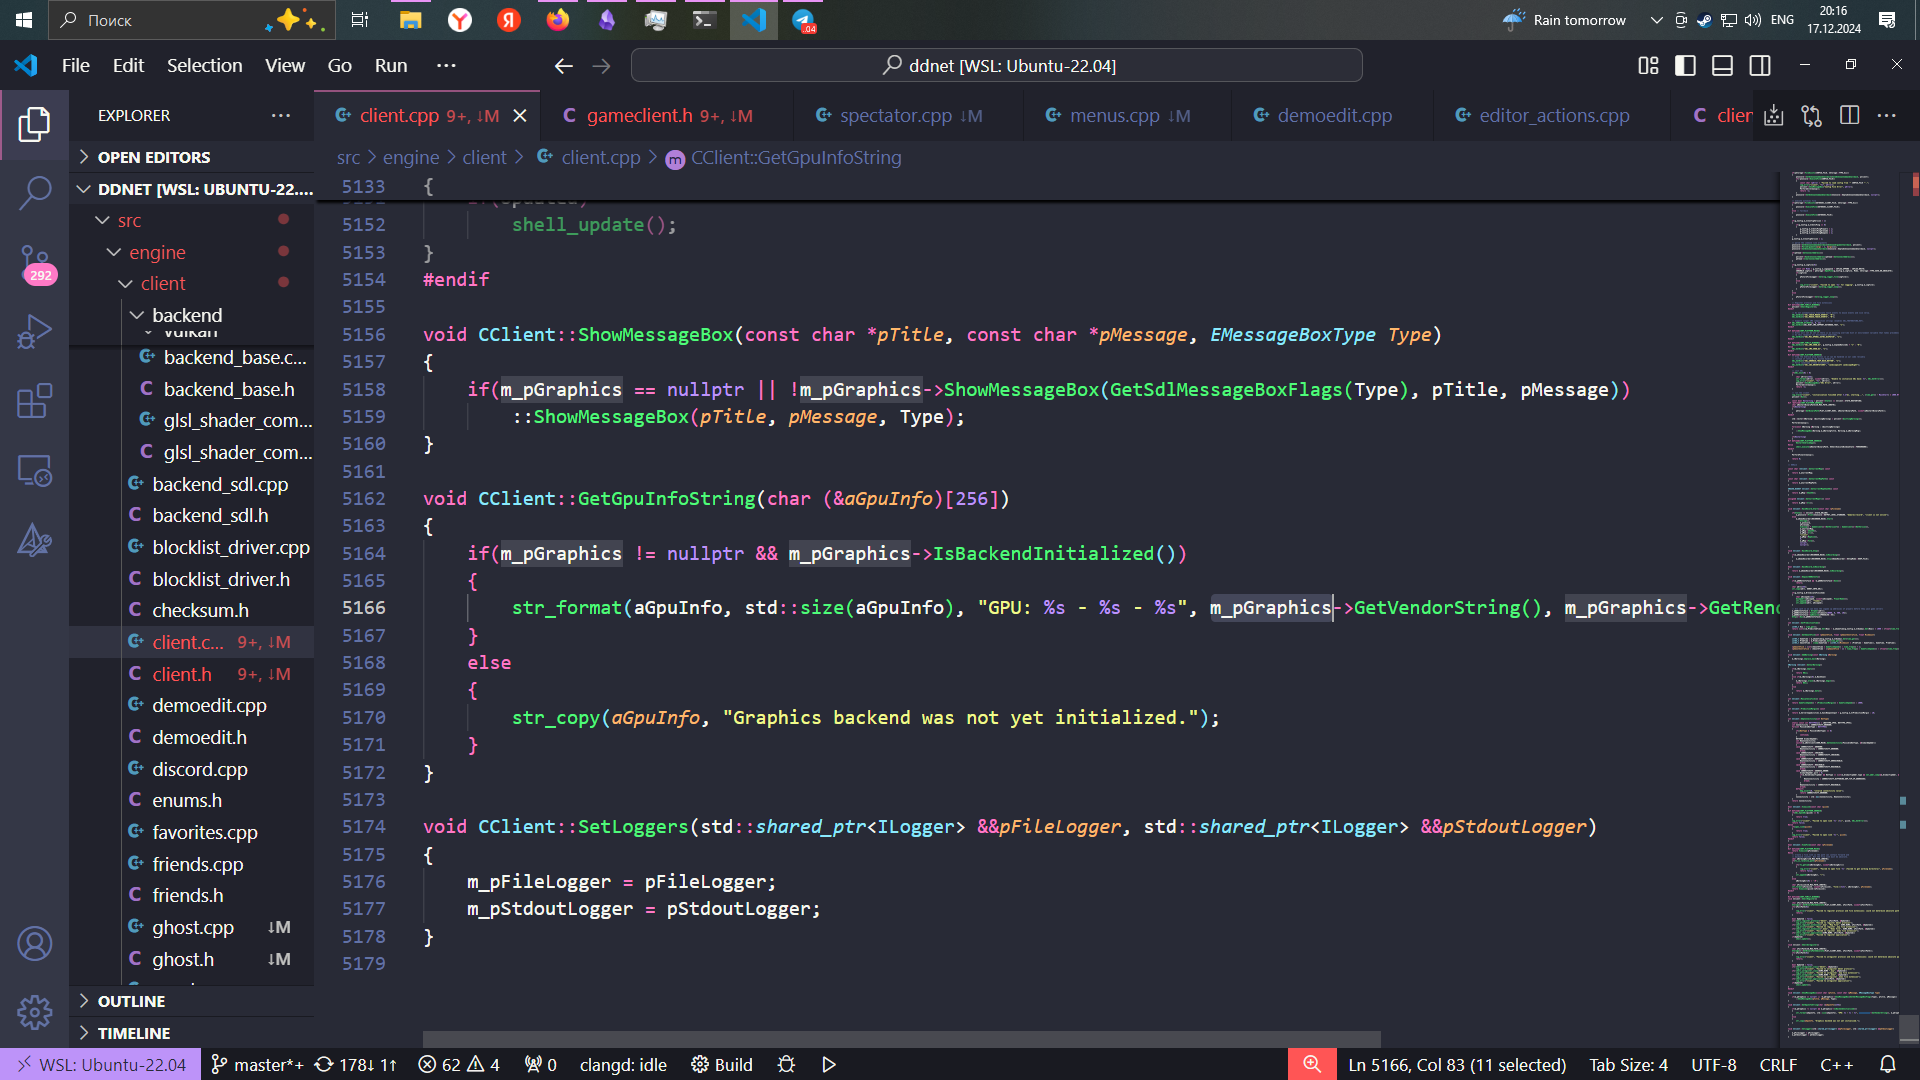 Поиск
.04
Rain tomorrow
ENG
20:16
17.12.2024
File Edit Selection View Go Run ···
ddnet [WSL: Ubuntu-22.04]
EXPLORER
client.cpp 9+, ↓M
gameclient.h 9+, ↓M
spectator.cpp ↓M
menus.cpp ↓M
demoedit.cpp
editor_actions.cpp
clien
src > engine > client > client.cpp > CClient::GetGpuInfoString
OPEN EDITORS
DDNET [WSL: UBUNTU-22....
src
engine
client
backend
vulkan
backend_base.c...
backend_base.h
glsl_shader_com...
glsl_shader_com...
backend_sdl.cpp
backend_sdl.h
blocklist_driver.cpp
blocklist_driver.h
checksum.h
client.c... 9+, ↓M
client.h 9+, ↓M
demoedit.cpp
demoedit.h
discord.cpp
enums.h
favorites.cpp
friends.cpp
friends.h
ghost.cpp ↓M
ghost.h ↓M
OUTLINE
TIMELINE
292
5133 {
if(updated)
5152 shell_update();
5153 }
5154 #endif
5155
5156 void CClient::ShowMessageBox(const char *pTitle, const char *pMessage, EMessageBoxType Type)
5157 {
5158 if(m_pGraphics == nullptr || !m_pGraphics->ShowMessageBox(GetSdlMessageBoxFlags(Type), pTitle, pMessage))
5159 ::ShowMessageBox(pTitle, pMessage, Type);
5160 }
5161
5162 void CClient::GetGpuInfoString(char (&aGpuInfo)[256])
5163 {
5164 if(m_pGraphics != nullptr && m_pGraphics->IsBackendInitialized())
5165 {
5166 str_format(aGpuInfo, std::size(aGpuInfo), "GPU: %s - %s - %s", m_pGraphics->GetVendorString(), m_pGraphics->GetRend
5167 }
5168 else
5169 {
5170 str_copy(aGpuInfo, "Graphics backend was not yet initialized.");
5171 }
5172 }
5173
5174 void CClient::SetLoggers(std::shared_ptr<ILogger> &&pFileLogger, std::shared_ptr<ILogger> &&pStdoutLogger)
5175 {
5176 m_pFileLogger = pFileLogger;
5177 m_pStdoutLogger = pStdoutLogger;
5178 }
5179
WSL: Ubuntu-22.04
master*+
178↓ 1↑
62 4
0
clangd: idle
Build
Ln 5166, Col 83 (11 selected)
Tab Size: 4
UTF-8
CRLF
C++